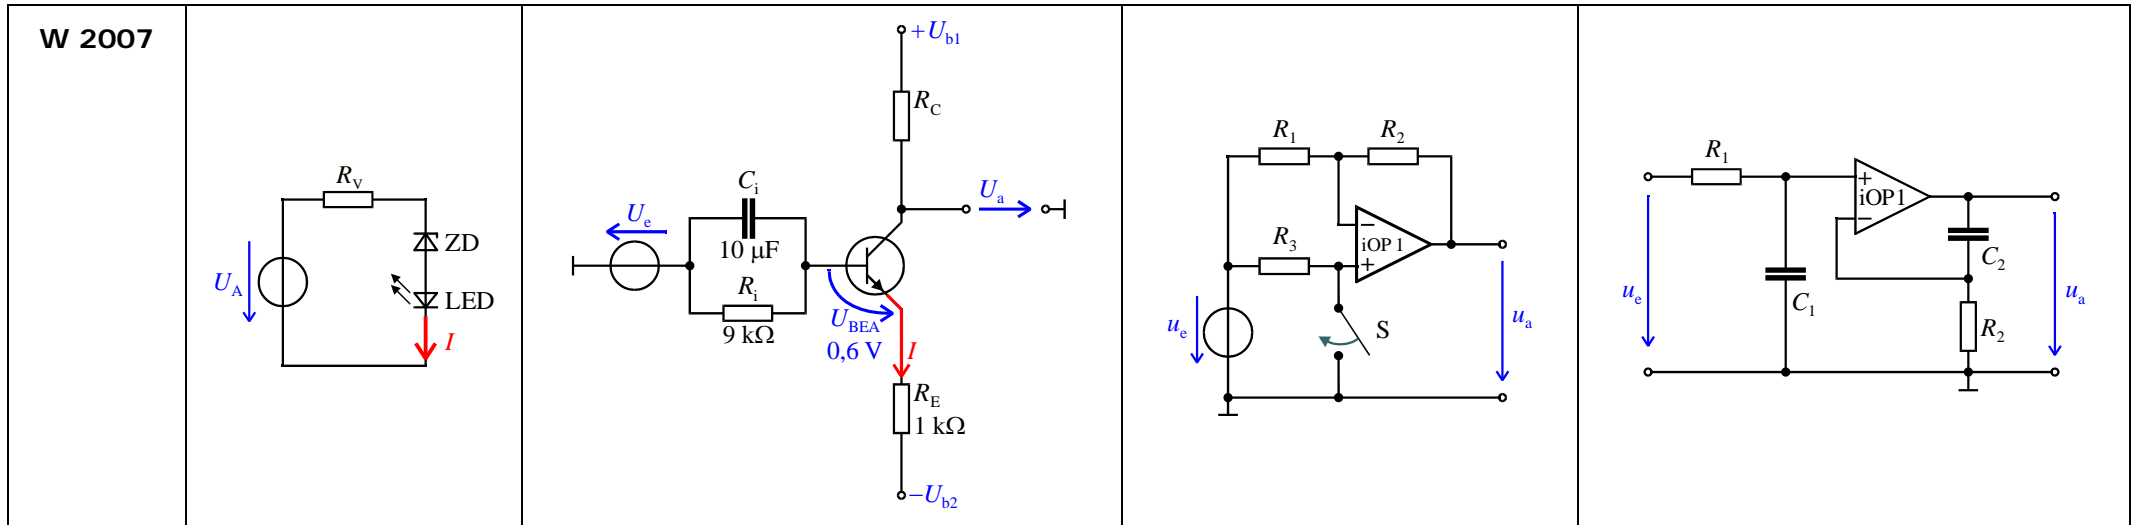 W 2007
R_V
U_A
ZD
LED
I
+U_b1
R_C
U_a
C_i
10 µF
U_e
R_i
9 kΩ
U_BEA
0,6 V
I
R_E
1 kΩ
−U_b2
R_1
R_2
R_3
−
iOP 1
+
S
u_e
u_a
R_1
+
iOP1
−
C_1
C_2
R_2
u_e
u_a